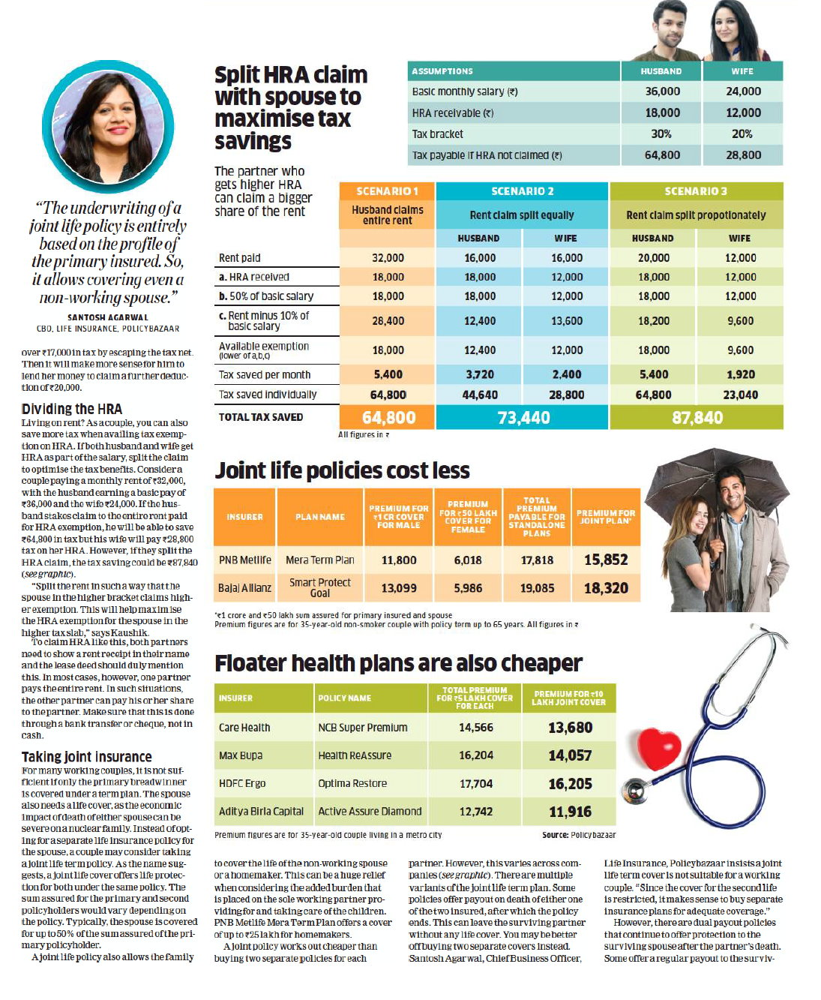 "The underwriting of a
joint life policy is entirely
based on the profile of
the primary insured. So,
it allows covering even a
non-working spouse."
SANTOSH AGARWAL
CBO, LIFE INSURANCE, POLICYBAZAAR
over ₹17,000 in tax by escaping the tax net.
Then it will make more sense for him to
lend her money to claim a further deduc-
tion of ₹20,000.
Dividing the HRA
Living on rent? As a couple, you can also
save more tax when availing tax exemp-
tion on HRA. If both husband and wife get
HRA as part of the salary, split the claim
to optimise the tax benefits. Consider a
couple paying a monthly rent of ₹32,000,
with the husband earning a basic pay of
₹36,000 and the wife ₹24,000. If the hus-
band stakes claim to the entire rent paid
for HRA exemption, he will be able to save
₹64,800 in tax but his wife will pay ₹28,800
tax on her HRA. However, if they split the
HRA claim, the tax saving could be ₹87,840
(see graphic).
"Split the rent in such a way that the
spouse in the higher bracket claims high-
er exemption. This will help maximise
the HRA exemption for the spouse in the
higher tax slab," says Kaushik.
To claim HRA like this, both partners
need to show a rent receipt in their name
and the lease deed should duly mention
this. In most cases, however, one partner
pays the entire rent. In such situations,
the other partner can pay his or her share
to the partner. Make sure that this is done
through a bank transfer or cheque, not in
cash.
Taking joint insurance
For many working couples, it is not suf-
ficient if only the primary breadwinner
is covered under a term plan. The spouse
also needs a life cover, as the economic
impact of death of either spouse can be
severe on a nuclear family. Instead of opt-
ing for a separate life insurance policy for
the spouse, a couple may consider taking
a joint life term policy. As the name sug-
gests, a joint life cover offers life protec-
tion for both under the same policy. The
sum assured for the primary and second
policyholders would vary depending on
the policy. Typically, the spouse is covered
for up to 50% of the sum assured of the pri-
mary policyholder.
A joint life policy also allows the family
Split HRA claim
with spouse to
maximise tax
savings
The partner who
gets higher HRA
can claim a bigger
share of the rent
ASSUMPTIONS HUSBAND WIFE
Basic monthly salary (₹) 36,000 24,000
HRA receivable (₹) 18,000 12,000
Tax bracket 30% 20%
Tax payable if HRA not claimed (₹) 64,800 28,800
SCENARIO 1 SCENARIO 2 SCENARIO 3
Husband claims
entire rent Rent claim split equally Rent claim split propotionately
HUSBAND WIFE HUSBAND WIFE
Rent paid 32,000 16,000 16,000 20,000 12,000
a. HRA received 18,000 18,000 12,000 18,000 12,000
b. 50% of basic salary 18,000 18,000 12,000 18,000 12,000
c. Rent minus 10% of
basic salary 28,400 12,400 13,600 18,200 9,600
Available exemption
(lower of a,b,c) 18,000 12,400 12,000 18,000 9,600
Tax saved per month 5,400 3,720 2,400 5,400 1,920
Tax saved individually 64,800 44,640 28,800 64,800 23,040
TOTAL TAX SAVED 64,800 73,440 87,840
All figures in ₹
Joint life policies cost less
INSURER PLAN NAME PREMIUM FOR
₹1 CR COVER
FOR MALE PREMIUM
FOR ₹50 LAKH
COVER FOR
FEMALE TOTAL
PREMIUM
PAYABLE FOR
STANDALONE
PLANS PREMIUM FOR
JOINT PLAN*
PNB Metlife Mera Term Plan 11,800 6,018 17,818 15,852
Bajaj Allianz Smart Protect
Goal 13,099 5,986 19,085 18,320
*₹1 crore and ₹50 lakh sum assured for primary insured and spouse
Premium figures are for 35-year-old non-smoker couple with policy term up to 65 years. All figures in ₹
Floater health plans are also cheaper
INSURER POLICY NAME TOTAL PREMIUM
FOR ₹5 LAKH COVER
FOR EACH PREMIUM FOR ₹10
LAKH JOINT COVER
Care Health NCB Super Premium 14,566 13,680
Max Bupa Health ReAssure 16,204 14,057
HDFC Ergo Optima Restore 17,704 16,205
Aditya Birla Capital Active Assure Diamond 12,742 11,916
Premium figures are for 35-year-old couple living in a metro city Source: Policybazaar
to cover the life of the non-working spouse
or a homemaker. This can be a huge relief
when considering the added burden that
is placed on the sole working partner pro-
viding for and taking care of the children.
PNB Metlife Mera Term Plan offers a cover
of up to ₹25 lakh for homemakers.
A joint policy works out cheaper than
buying two separate policies for each
partner. However, this varies across com-
panies (see graphic). There are multiple
variants of the joint life term plan. Some
policies offer payout on death of either one
of the two insured, after which the policy
ends. This can leave the surviving partner
without any life cover. You may be better
off buying two separate covers instead.
Santosh Agarwal, Chief Business Officer,
Life Insurance, Policybazaar insists a joint
life term cover is not suitable for a working
couple. "Since the cover for the second life
is restricted, it makes sense to buy separate
insurance plans for adequate coverage."
However, there are dual payout policies
that continue to offer protection to the
surviving spouse after the partner's death.
Some offer a regular payout to the surviv-